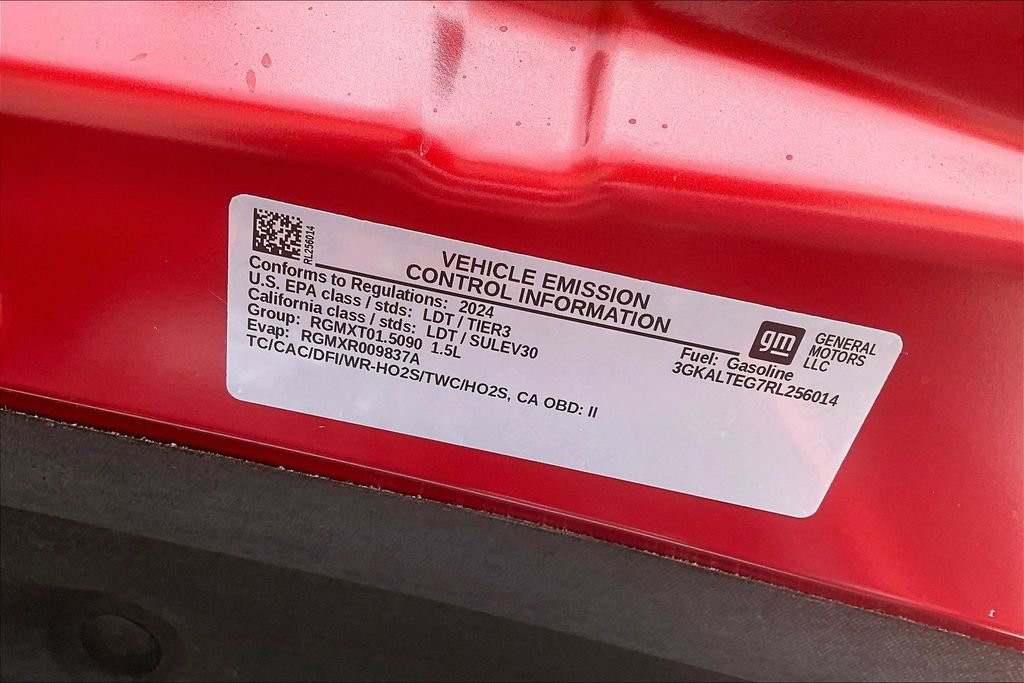 RL256014
VEHICLE EMISSION
CONTROL INFORMATION
Conforms to Regulations: 2024
U.S. EPA class / stds: LDT / TIER3
California class / stds: LDT / SULEV30
Group: RGMXT01.5090 1.5L
Evap: RGMXR009837A
TC/CAC/DFI/WR-HO2S/TWC/HO2S, CA OBD: II
gm
GENERAL
MOTORS
LLC
Fuel: Gasoline
3GKALTEG7RL256014